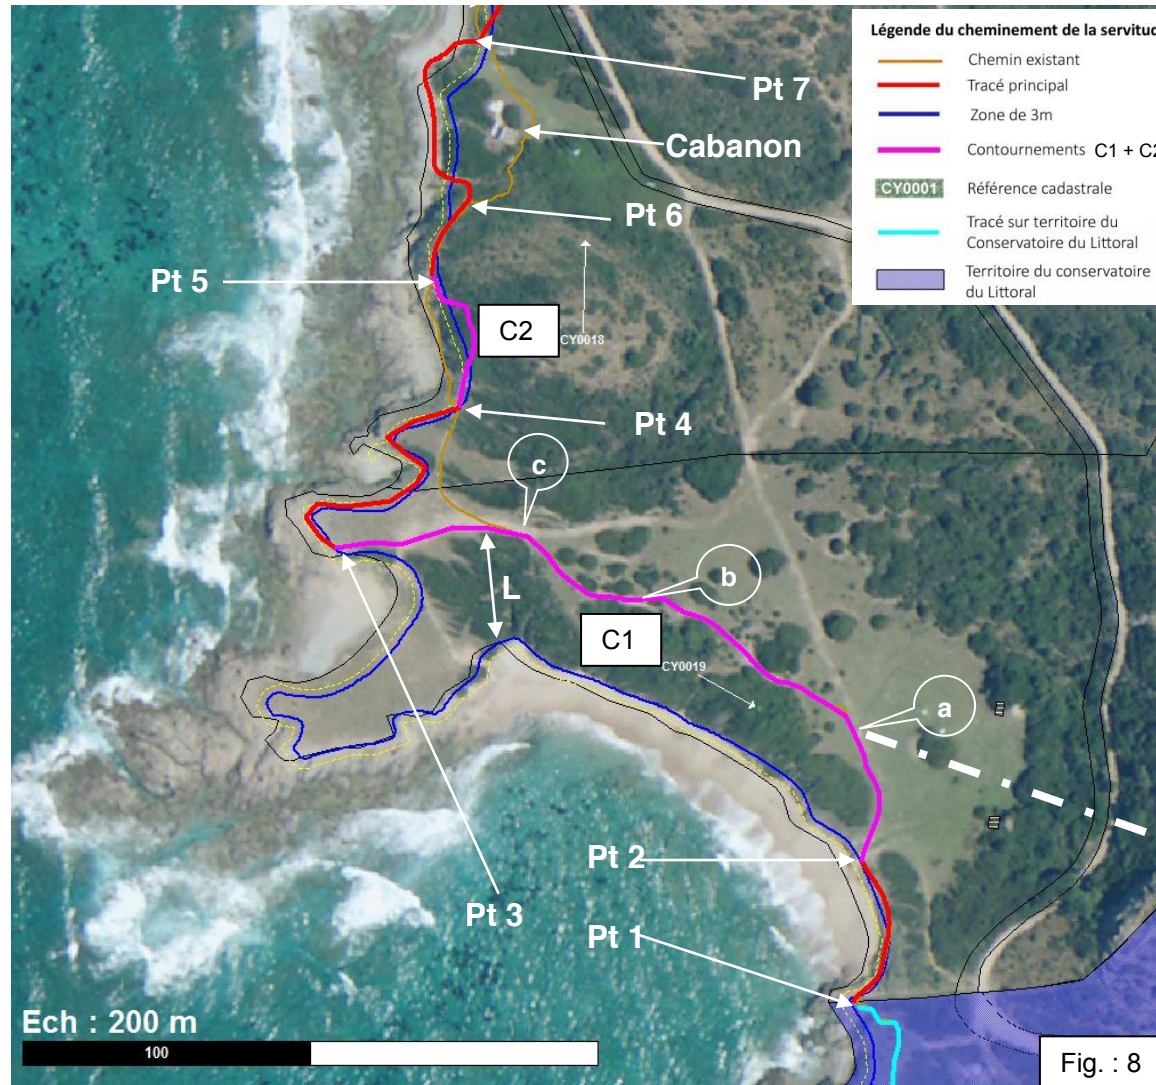 Légende du cheminement de la servitud
Chemin existant
Tracé principal
Zone de 3m
Contournements C1 + C2
CY0001 Référence cadastrale
Tracé sur territoire du
Conservatoire du Littoral
Territoire du conservatoire
du Littoral
Pt 7
Cabanon
Pt 6
Pt 5
C2
CY0018
Pt 4
c
b
L
C1
CY0019
a
Pt 2
Pt 3
Pt 1
Ech : 200 m
100
Fig. : 8